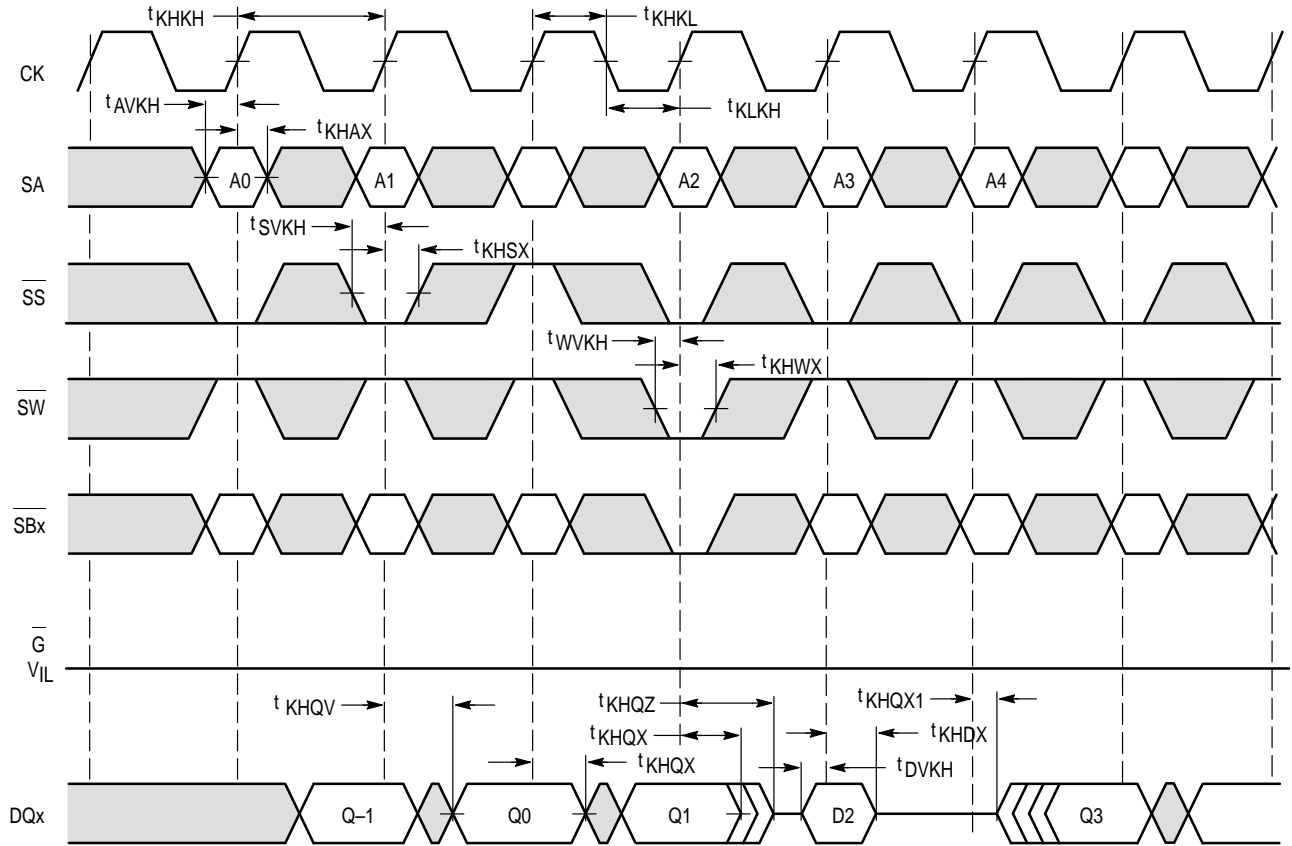 tKHKH
tKHKL
CK
tAVKH
tKHAX
tKLKH
SA
A0
A1
A2
A3
A4
tSVKH
tKHSX
SS
tWVKH
tKHWX
SW
SBx
G
VIL
tKHQV
tKHQZ
tKHQX1
tKHQX
tKHDX
tKHQX
tDVKH
DQx
Q–1
Q0
Q1
D2
Q3